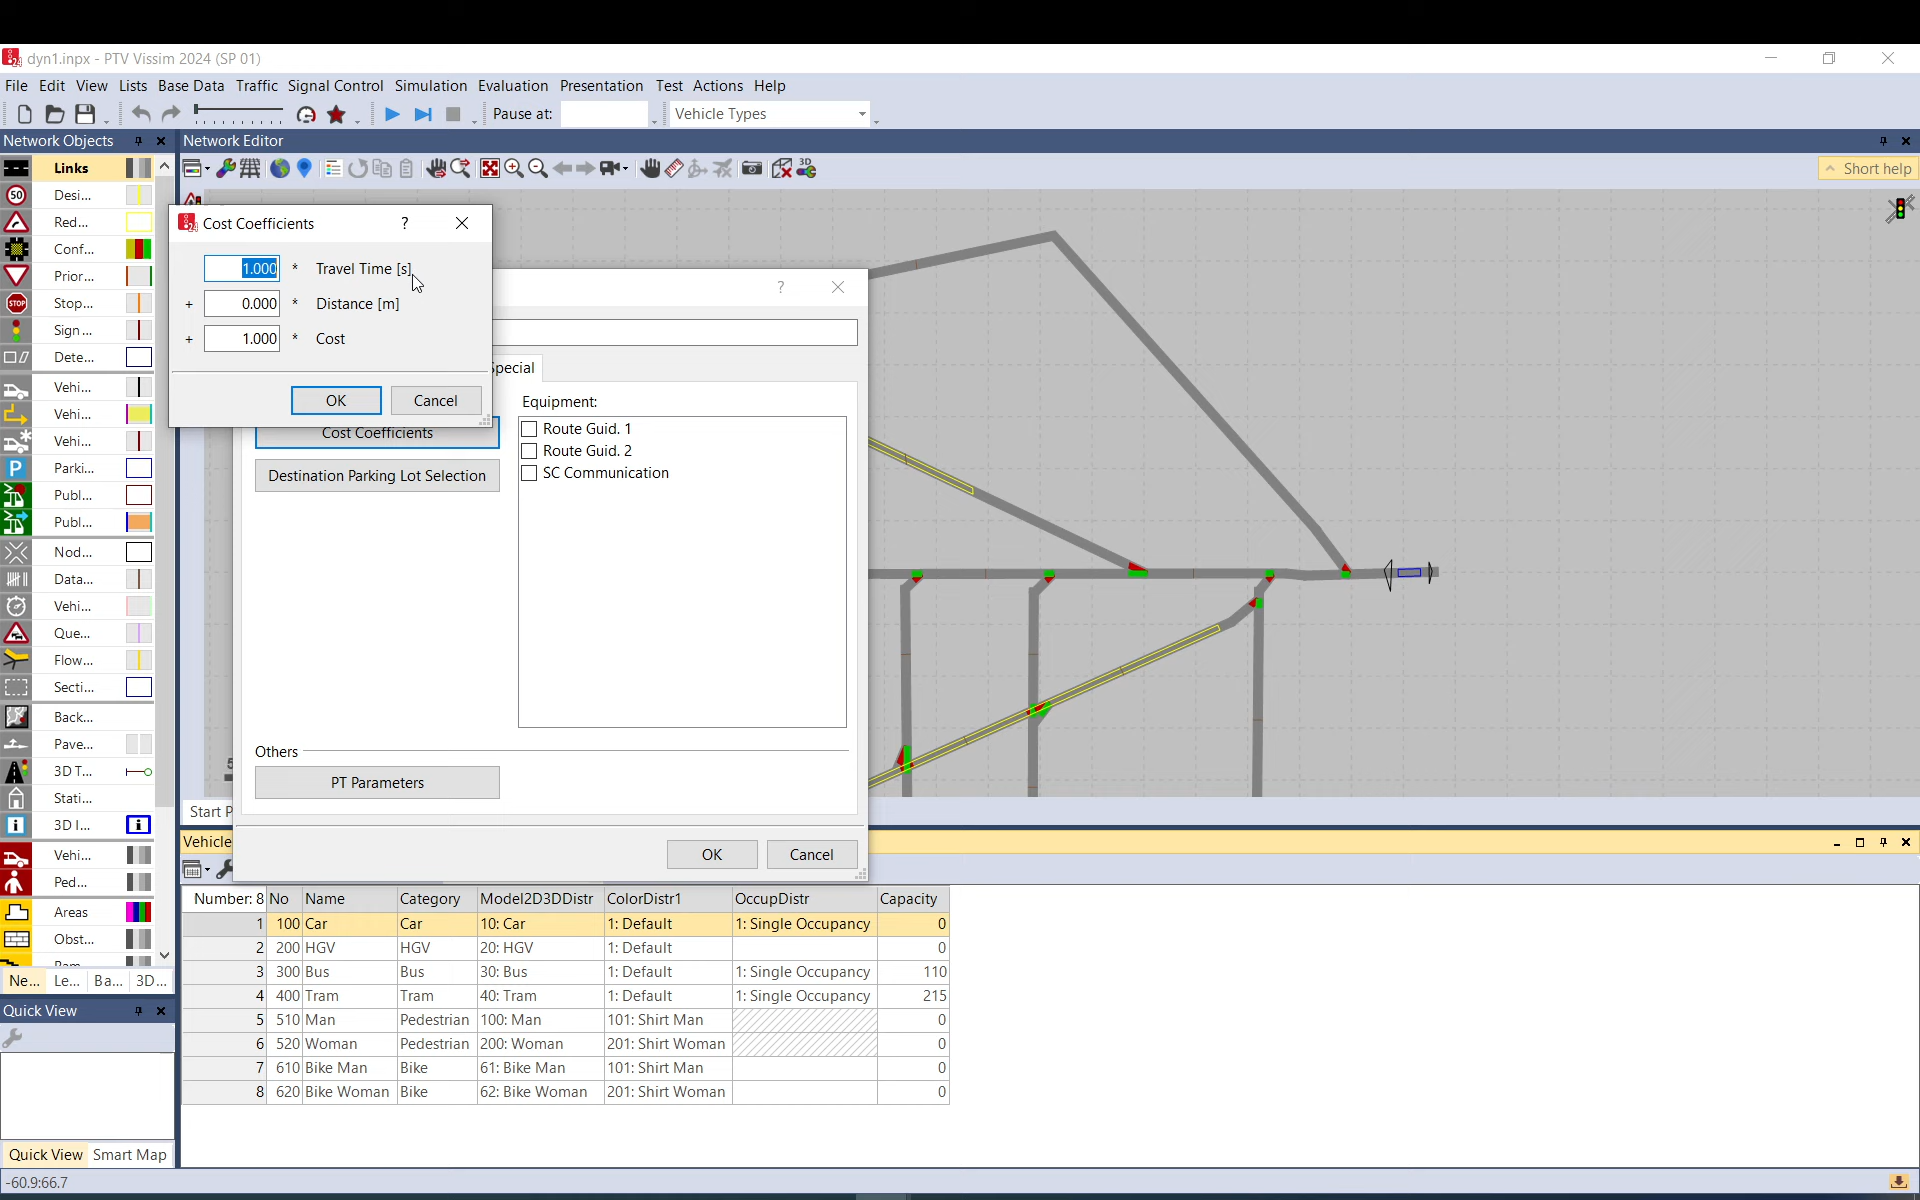 dyn1.inpx - PTV Vissim 2024 (SP 01)
File Edit View Lists Base Data Traffic Signal Control Simulation Evaluation Presentation Test Actions Help
Pause at: Vehicle Types
Network Objects
Network Editor
Short help
Links
50 Desi...
Red...
Conf...
Prior...
STOP Stop...
Sign ...
Dete...
Vehi...
Vehi...
Vehi...
P Parki...
Publ...
Publ...
Nod...
Data...
Vehi...
Que...
Flow...
Secti...
Back...
Pave...
3D T...
Stati...
3D I...
Vehi...
Ped...
Areas
Obst...
Ne... Le... Ba... 3D...
Quick View
Quick View Smart Map
-60.9:66.7
Cost Coefficients ?
1.000 * Travel Time [s]
+ 0.000 * Distance [m]
+ 1.000 * Cost
OK Cancel
?
Special
Cost Coefficients
Destination Parking Lot Selection
Equipment:
Route Guid. 1
Route Guid. 2
SC Communication
Others
PT Parameters
OK Cancel
Start P
Vehicle
Number: 8 No Name Category Model2D3DDistr ColorDistr1 OccupDistr Capacity
1 100 Car Car 10: Car 1: Default 1: Single Occupancy 0
2 200 HGV HGV 20: HGV 1: Default 0
3 300 Bus Bus 30: Bus 1: Default 1: Single Occupancy 110
4 400 Tram Tram 40: Tram 1: Default 1: Single Occupancy 215
5 510 Man Pedestrian 100: Man 101: Shirt Man 0
6 520 Woman Pedestrian 200: Woman 201: Shirt Woman 0
7 610 Bike Man Bike 61: Bike Man 101: Shirt Man 0
8 620 Bike Woman Bike 62: Bike Woman 201: Shirt Woman 0